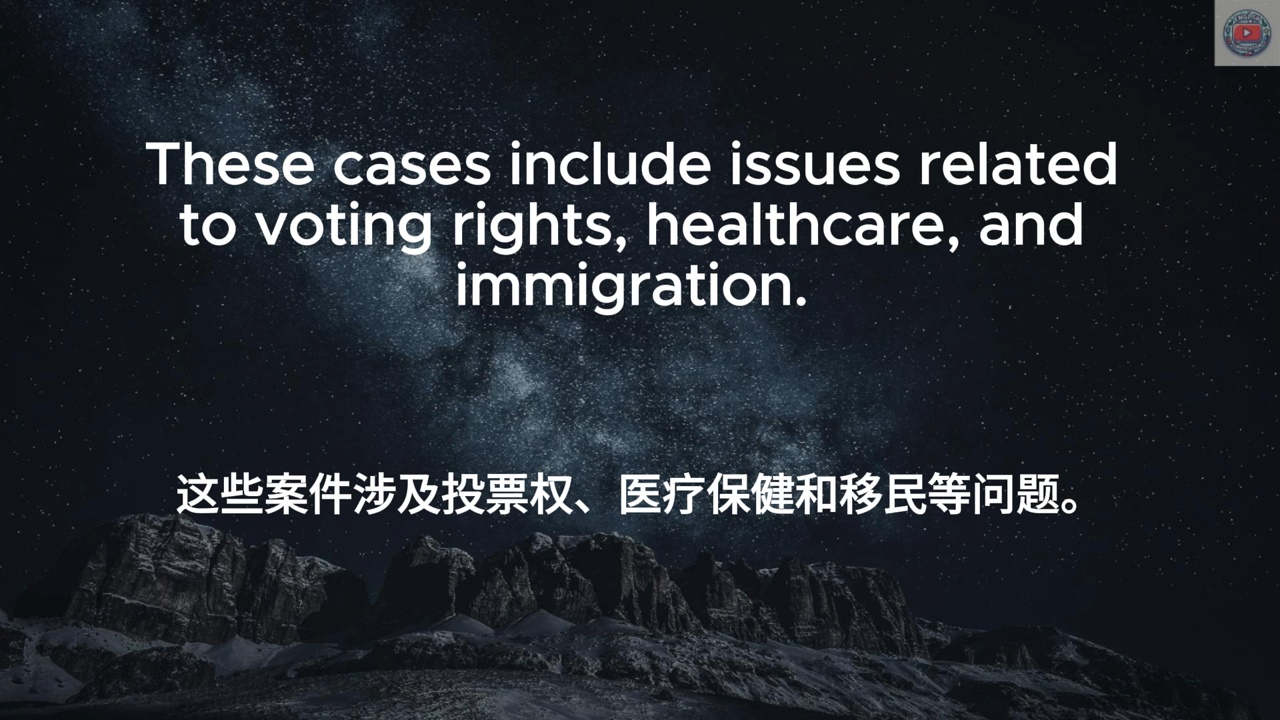 These cases include issues related
to voting rights, healthcare, and
immigration.
这些案件涉及投票权、医疗保健和移民等问题。